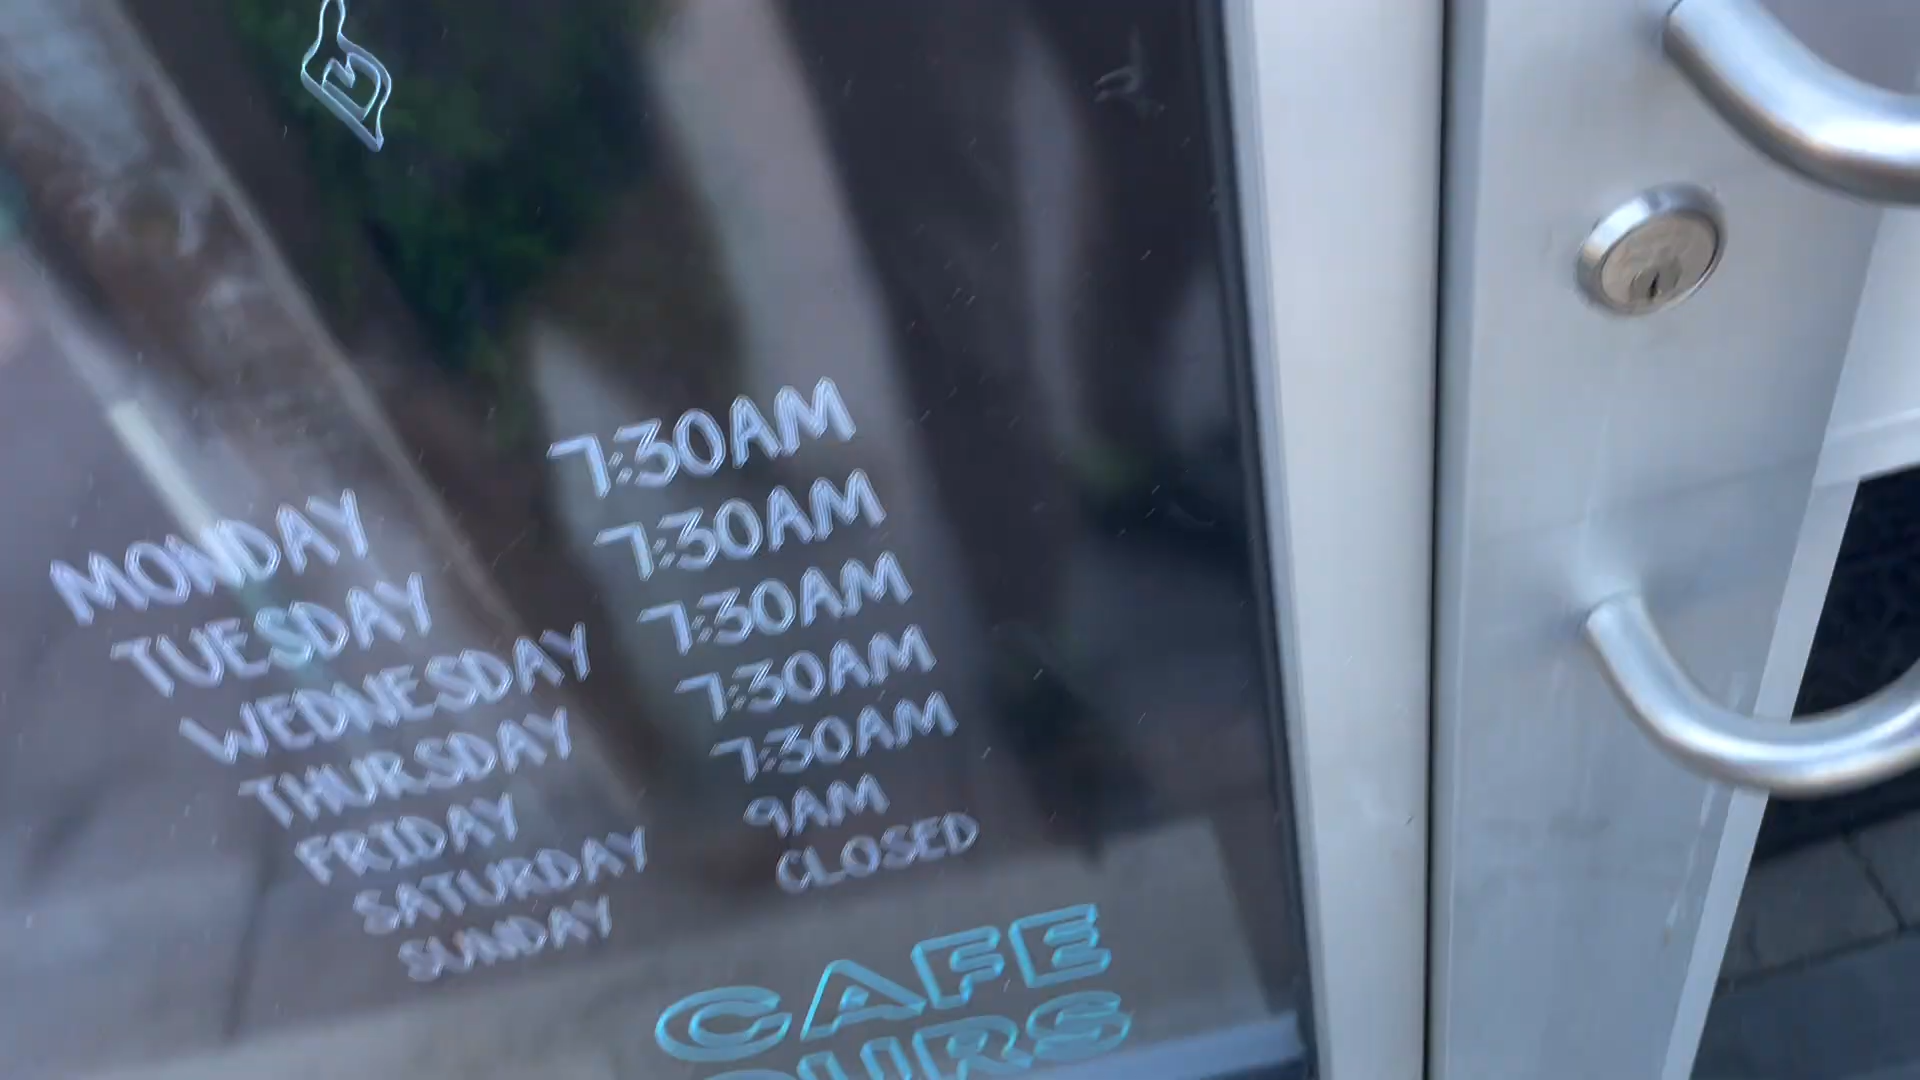 MONDAY 7:30AM
TUESDAY 7:30AM
WEDNESDAY 7:30AM
THURSDAY 7:30AM
FRIDAY 7:30AM
SATURDAY 9AM
SUNDAY CLOSED
CAFE